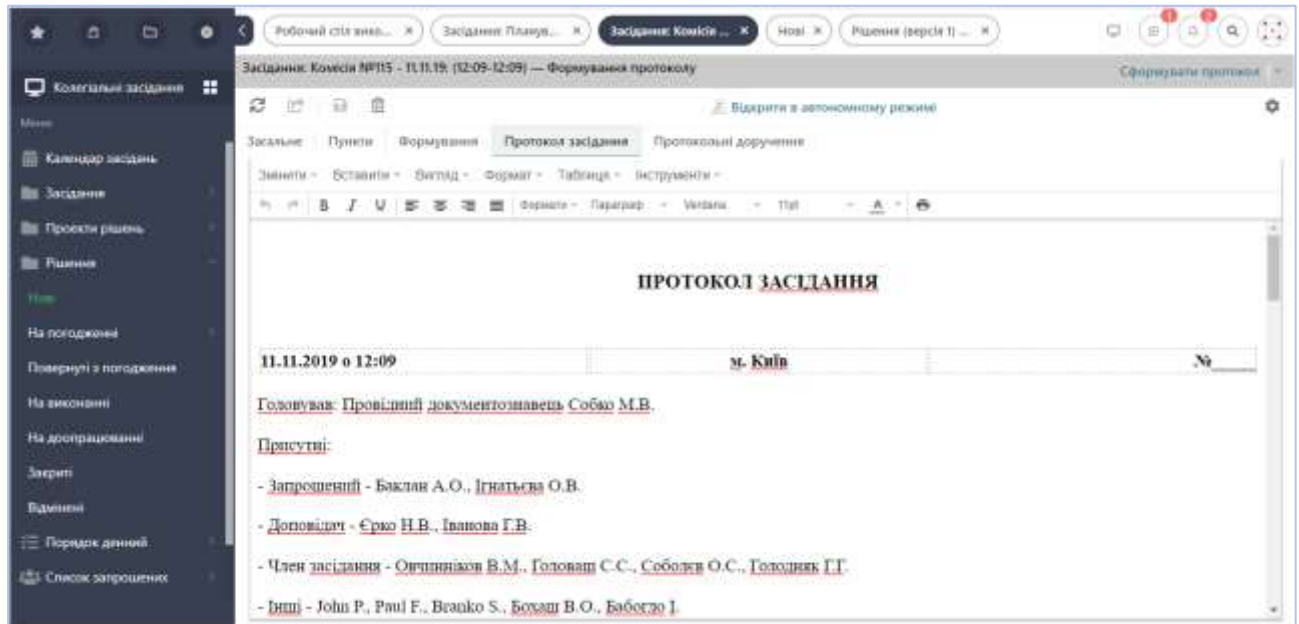 Робочий стіл вико... ×
Засідання: Планув... ×
Засідання: Комісія ... ×
Нові ×
Рішення (версія 1) ... ×
Колегіальні засідання
Меню
Календар засідань
Засідання
Проекти рішень
Рішення
Нові
На погодженні
Повернуті з погодження
На виконанні
На доопрацюванні
Закриті
Відмінені
Порядок денний
Список запрошених
Засідання: Комісія №115 - 11.11.19: (12:09-12:09) — Формування протоколу
Сформувати протокол
Відкрити в автономному режимі
Загальне Пункти Формування Протокол засідання Протокольні доручення
Змінити Вставити Вигляд Формат Таблиця Інструменти
B I U Формати Параграф Verdana 11pt A
ПРОТОКОЛ ЗАСІДАННЯ
11.11.2019 о 12:09 м. Київ №______
Головував: Провідний документознавець Собко М.В.
Присутні:
- Запрошений - Баклан А.О., Ігнатьєва О.В.
- Доповідач - Єрко Н.В., Іванова Г.В.
- Член засідання - Овчинніков В.М., Головаш С.С., Соболєв О.С., Голодняк Г.Г.
- Інші - John P., Paul F., Branko S., Бохаш В.О., Бабогло І.